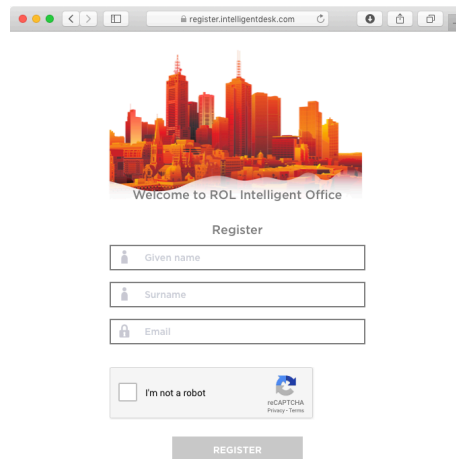 register.intelligentdesk.com
Welcome to ROL Intelligent Office
Register
Given name
Surname
Email
I'm not a robot
reCAPTCHA
Privacy - Terms
REGISTER